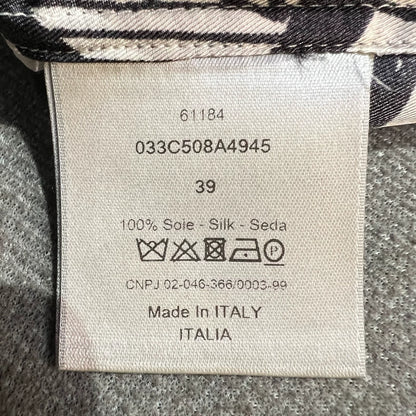 61184
033C508A4945
39
100% Soie - Silk - Seda
P
CNPJ 02-046-366/0003-99
Made In ITALY
ITALIA